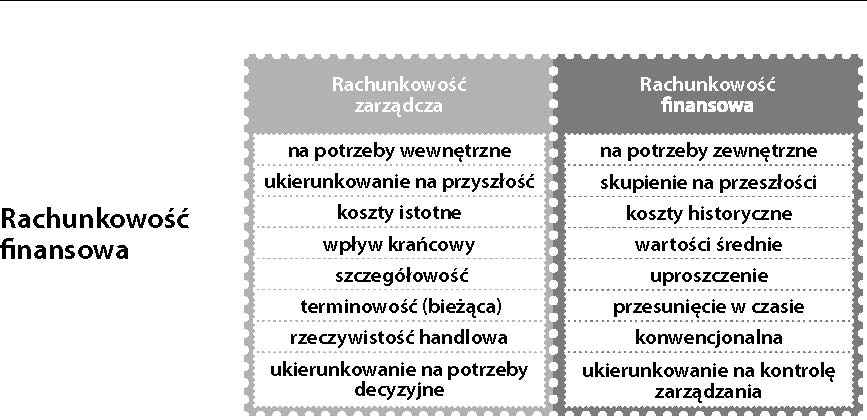 Rachunkowość
finansowa
Rachunkowość
zarządcza
Rachunkowość
finansowa
na potrzeby wewnętrzne
na potrzeby zewnętrzne
ukierunkowanie na przyszłość
skupienie na przeszłości
koszty istotne
koszty historyczne
wpływ krańcowy
wartości średnie
szczegółowość
uproszczenie
terminowość (bieżąca)
przesunięcie w czasie
rzeczywistość handlowa
konwencjonalna
ukierunkowanie na potrzeby
decyzyjne
ukierunkowanie na kontrolę
zarządzania